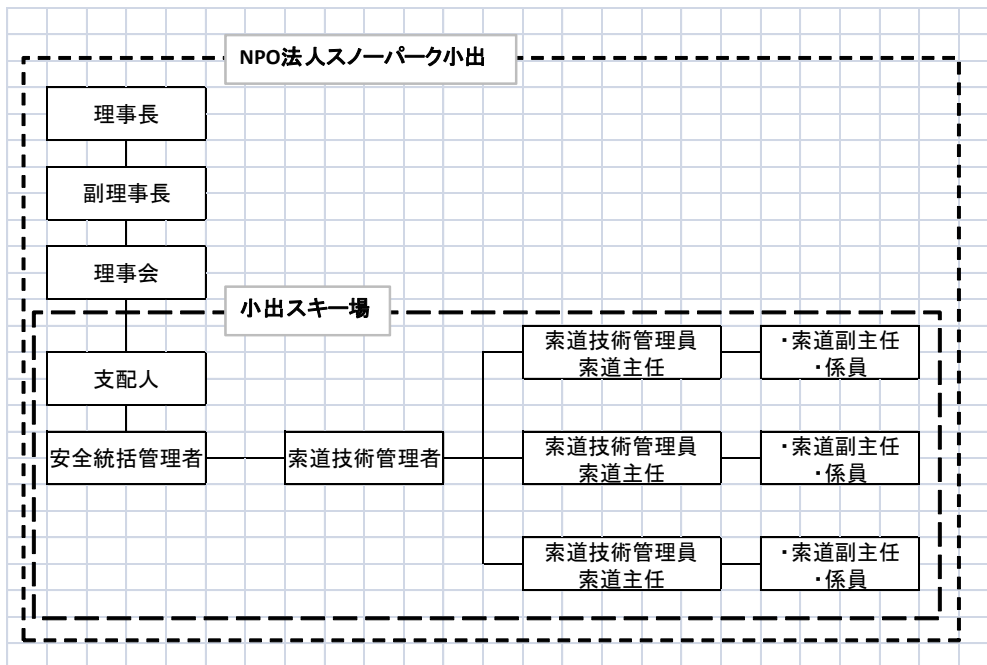 NPO法人スノーパーク小出
理事長
副理事長
理事会
小出スキー場
支配人
安全統括管理者
索道技術管理者
索道技術管理員
索道主任
・索道副主任
・係員
索道技術管理員
索道主任
・索道副主任
・係員
索道技術管理員
索道主任
・索道副主任
・係員